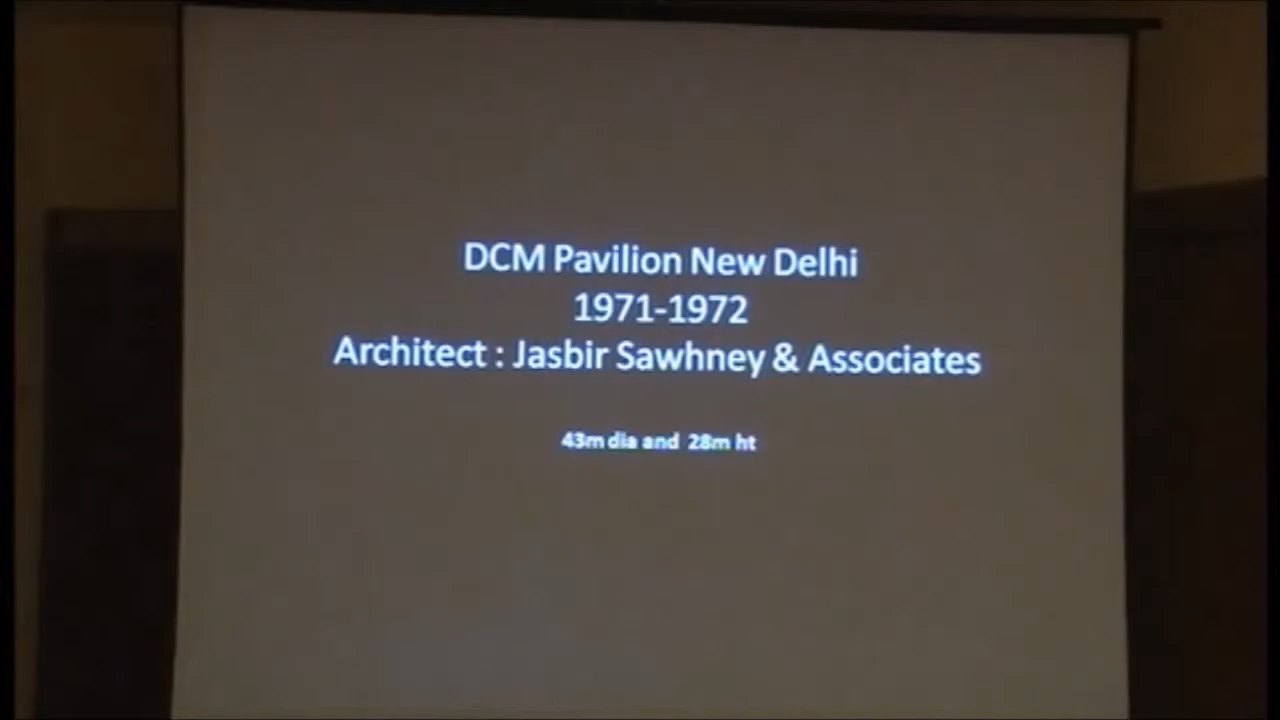 DCM Pavilion New Delhi
1971-1972
Architect : Jasbir Sawhney & Associates
43m dia and 28m ht